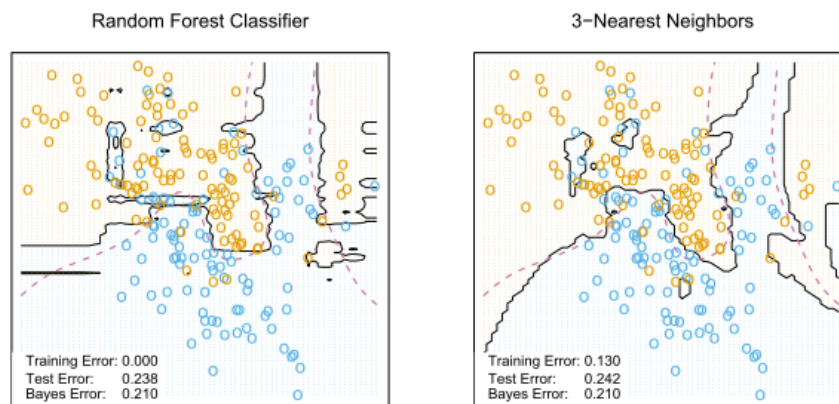 Random Forest Classifier
3−Nearest Neighbors
Training Error: 0.000
Test Error: 0.238
Bayes Error: 0.210
Training Error: 0.130
Test Error: 0.242
Bayes Error: 0.210